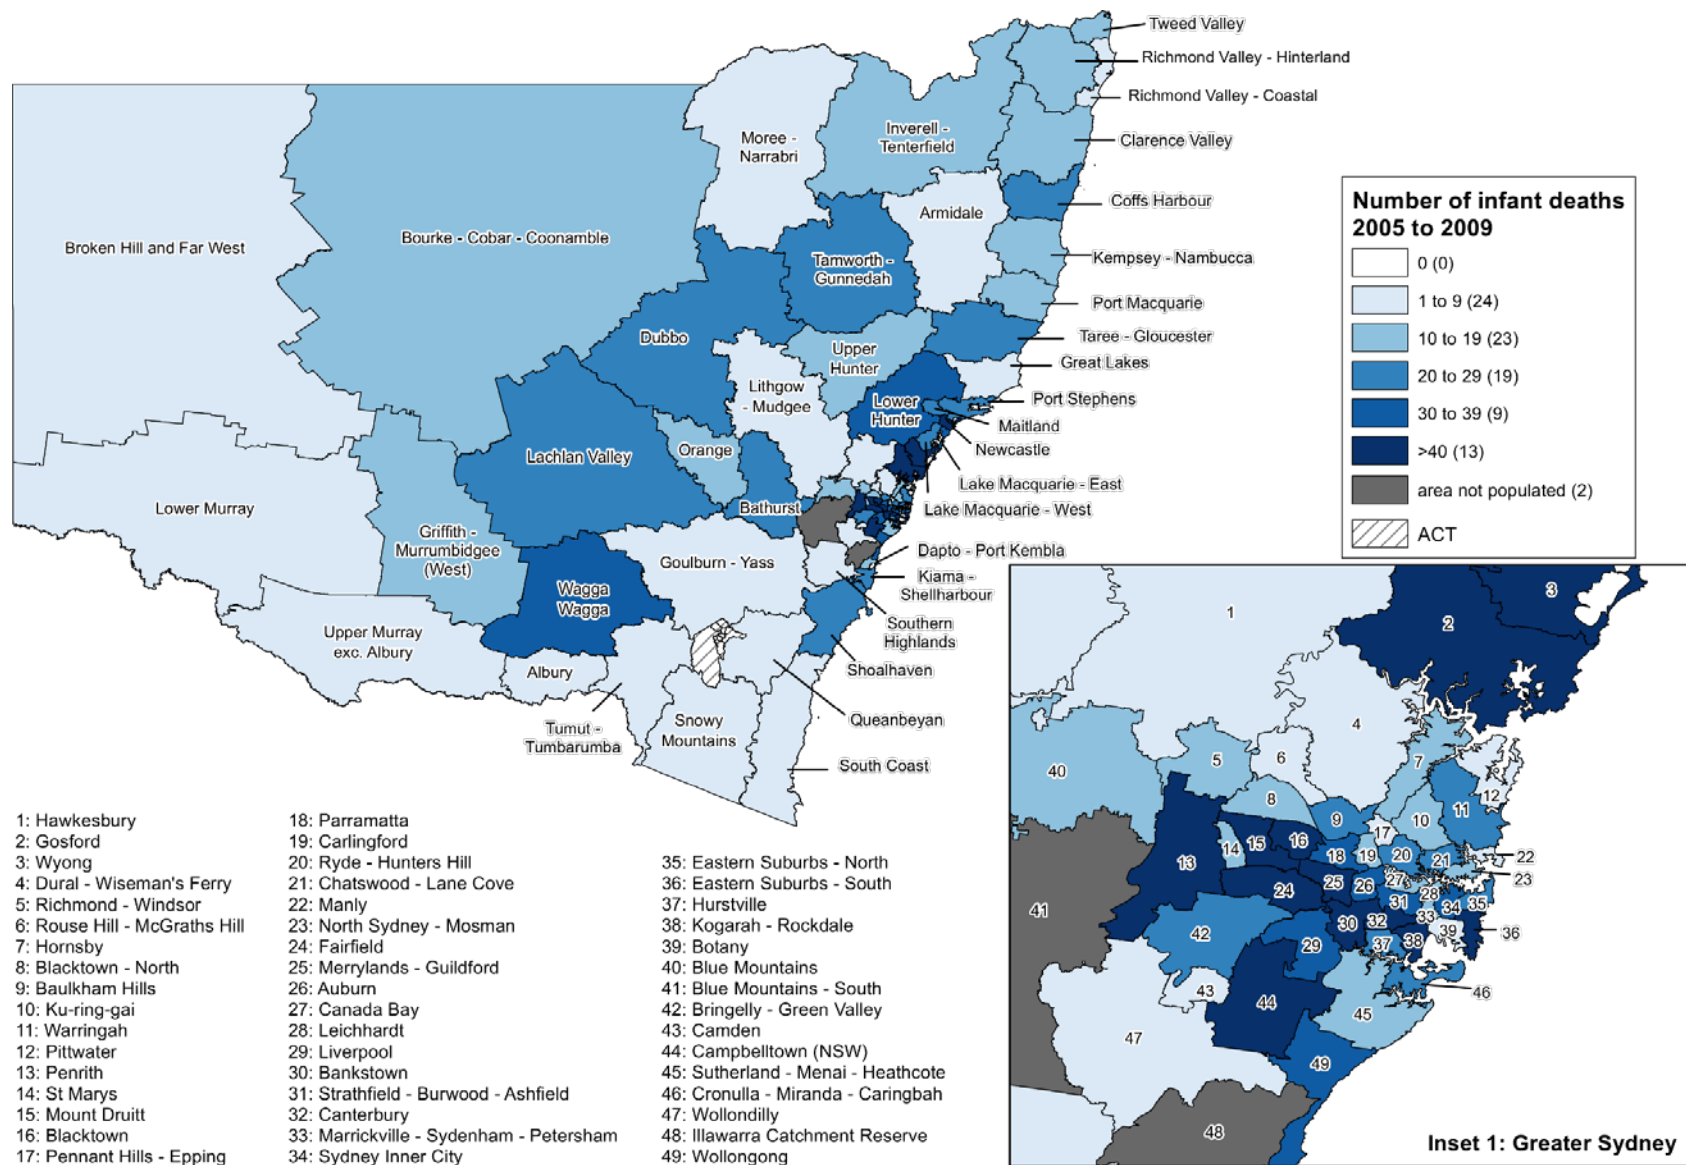 Tweed Valley
Richmond Valley - Hinterland
Richmond Valley - Coastal
Moree -
Narrabri
Inverell -
Tenterfield
Clarence Valley
Coffs Harbour
Armidale
Broken Hill and Far West
Bourke - Cobar - Coonamble
Kempsey - Nambucca
Tamworth -
Gunnedah
Port Macquarie
Dubbo
Taree - Gloucester
Upper
Hunter
Great Lakes
Lithgow
- Mudgee
Lower
Hunter
Port Stephens
Maitland
Newcastle
Orange
Lachlan Valley
Lake Macquarie - East
Lower Murray
Bathurst
Lake Macquarie - West
Griffith -
Murrumbidgee
(West)
Goulburn - Yass
Dapto - Port Kembla
Kiama -
Shellharbour
Wagga
Wagga
Southern
Highlands
Upper Murray
exc. Albury
Albury
Shoalhaven
Queanbeyan
Tumut -
Tumbarumba
Snowy
Mountains
South Coast
Number of infant deaths
2005 to 2009
0 (0)
1 to 9 (24)
10 to 19 (23)
20 to 29 (19)
30 to 39 (9)
>40 (13)
area not populated (2)
ACT
1
2
3
4
5
6
7
40
8
9
10
11
12
13
14
15
16
17
18
19
20
21
22
23
24
25
26
27
28
31
34
35
41
30
32
33
39
36
42
29
37
38
43
44
45
46
47
49
48
Inset 1: Greater Sydney
1: Hawkesbury
2: Gosford
3: Wyong
4: Dural - Wiseman's Ferry
5: Richmond - Windsor
6: Rouse Hill - McGraths Hill
7: Hornsby
8: Blacktown - North
9: Baulkham Hills
10: Ku-ring-gai
11: Warringah
12: Pittwater
13: Penrith
14: St Marys
15: Mount Druitt
16: Blacktown
17: Pennant Hills - Epping
18: Parramatta
19: Carlingford
20: Ryde - Hunters Hill
21: Chatswood - Lane Cove
22: Manly
23: North Sydney - Mosman
24: Fairfield
25: Merrylands - Guildford
26: Auburn
27: Canada Bay
28: Leichhardt
29: Liverpool
30: Bankstown
31: Strathfield - Burwood - Ashfield
32: Canterbury
33: Marrickville - Sydenham - Petersham
34: Sydney Inner City
35: Eastern Suburbs - North
36: Eastern Suburbs - South
37: Hurstville
38: Kogarah - Rockdale
39: Botany
40: Blue Mountains
41: Blue Mountains - South
42: Bringelly - Green Valley
43: Camden
44: Campbelltown (NSW)
45: Sutherland - Menai - Heathcote
46: Cronulla - Miranda - Caringbah
47: Wollondilly
48: Illawarra Catchment Reserve
49: Wollongong